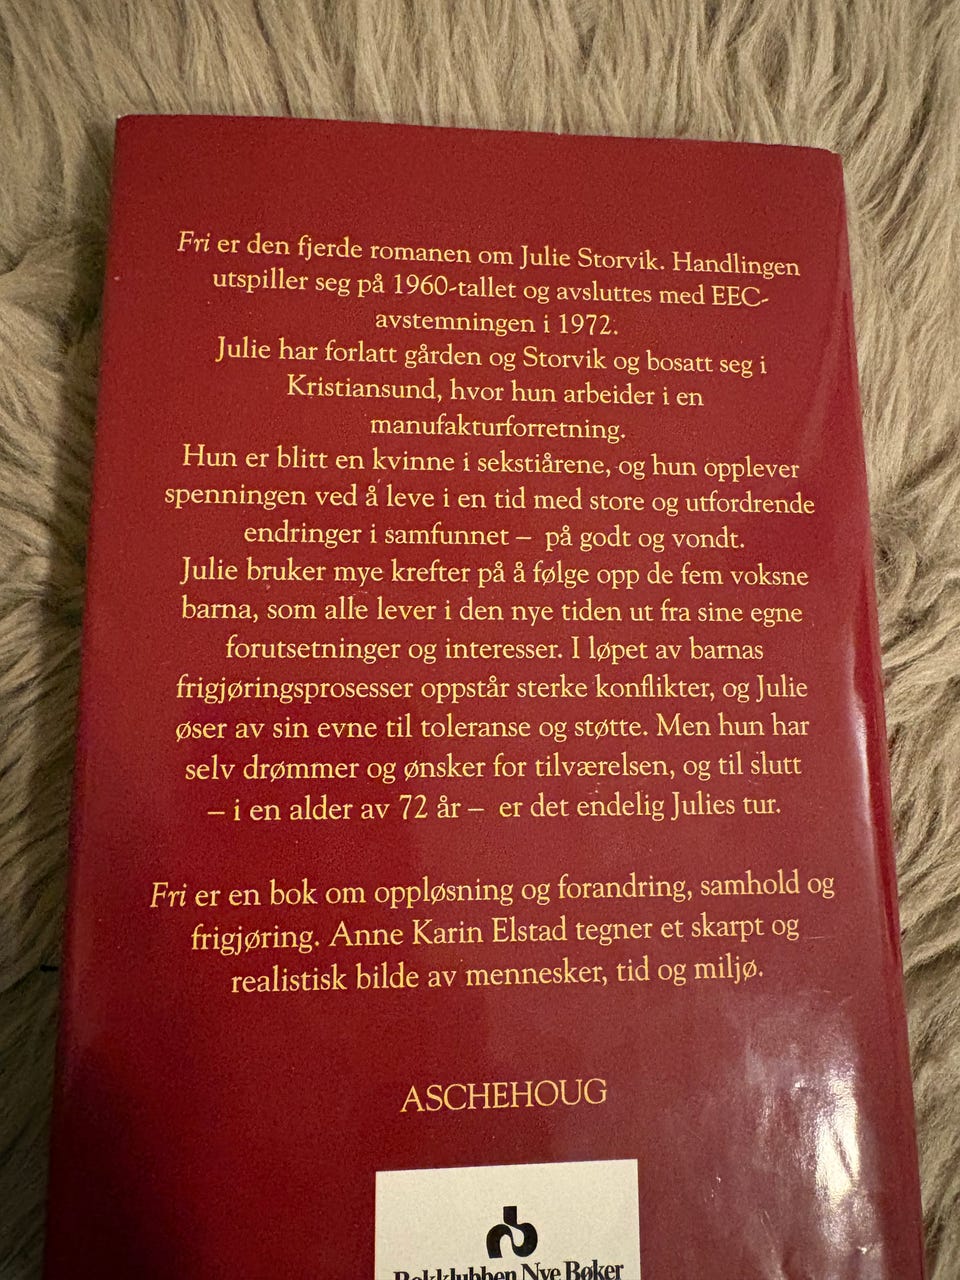 Fri er den fjerde romanen om Julie Storvik. Handlingen
utspiller seg på 1960-tallet og avsluttes med EEC-
avstemningen i 1972.
Julie har forlatt gården og Storvik og bosatt seg i
Kristiansund, hvor hun arbeider i en
manufakturforretning.
Hun er blitt en kvinne i sekstiårene, og hun opplever
spenningen ved å leve i en tid med store og utfordrende
endringer i samfunnet – på godt og vondt.
Julie bruker mye krefter på å følge opp de fem voksne
barna, som alle lever i den nye tiden ut fra sine egne
forutsetninger og interesser. I løpet av barnas
frigjøringsprosesser oppstår sterke konflikter, og Julie
øser av sin evne til toleranse og støtte. Men hun har
selv drømmer og ønsker for tilværelsen, og til slutt
– i en alder av 72 år – er det endelig Julies tur.
Fri er en bok om oppløsning og forandring, samhold og
frigjøring. Anne Karin Elstad tegner et skarpt og
realistisk bilde av mennesker, tid og miljø.
ASCHEHOUG
Bokklubben Nye Bøker